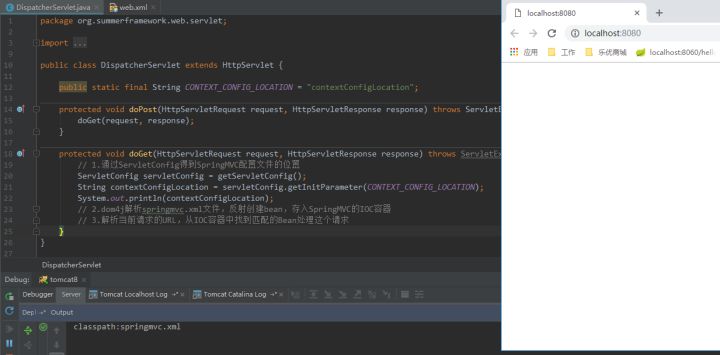 DispatcherServlet.java × web.xml ×
1 package org.summerframework.web.servlet;
2
3 import ...
10 public class DispatcherServlet extends HttpServlet {
11
12 public static final String CONTEXT_CONFIG_LOCATION = "contextConfigLocation";
13
14 protected void doPost(HttpServletRequest request, HttpServletResponse response) throws ServletE
15 doGet(request, response);
16 }
17
18 protected void doGet(HttpServletRequest request, HttpServletResponse response) throws ServletEx
19 // 1.通过ServletConfig得到SpringMVC配置文件的位置
20 ServletConfig servletConfig = getServletConfig();
21 String contextConfigLocation = servletConfig.getInitParameter(CONTEXT_CONFIG_LOCATION);
22 System.out.println(contextConfigLocation);
23 // 2.dom4j解析springmvc.xml文件，反射创建bean，存入SpringMVC的IOC容器
24 // 3.解析当前请求的URL，从IOC容器中找到匹配的Bean处理这个请求
25 }
26 }
27
DispatcherServlet
Debug: tomcat8 ×
Debugger Server Tomcat Localhost Log × Tomcat Catalina Log ×
Output
classpath:springmvc.xml
localhost:8080 ×
localhost:8080
应用 工作 乐优商城 localhost:8060/hell